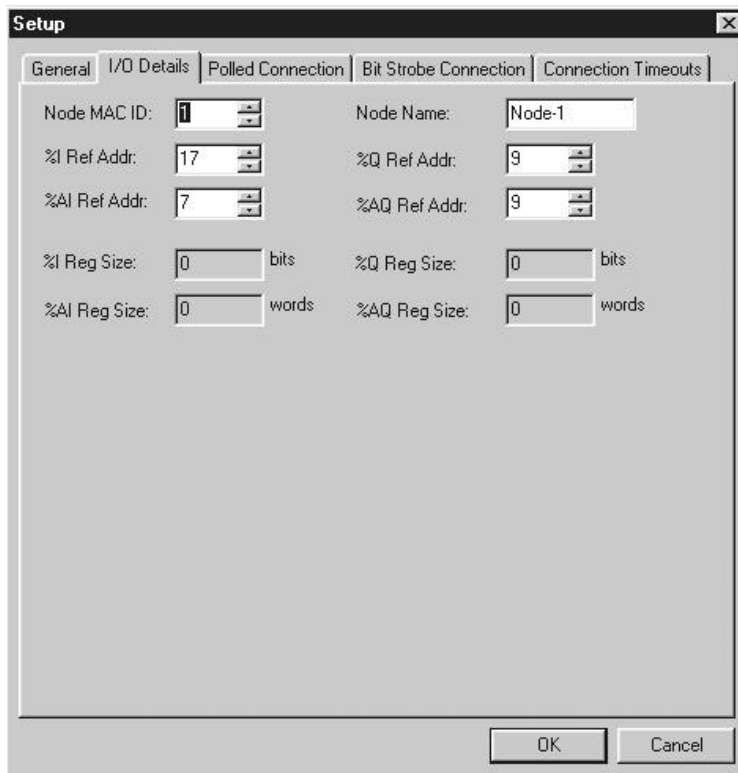 Setup
General I/O Details Polled Connection Bit Strobe Connection Connection Timeouts
Node MAC ID: 1 Node Name: Node-1
%I Ref Addr: 17 %Q Ref Addr: 9
%AI Ref Addr: 7 %AQ Ref Addr: 9
%I Reg Size: 0 bits %Q Reg Size: 0 bits
%AI Reg Size: 0 words %AQ Reg Size: 0 words
OK Cancel